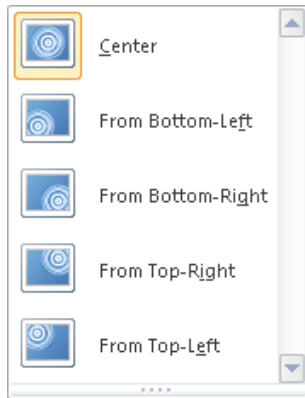 Center
From Bottom-Left
From Bottom-Right
From Top-Right
From Top-Left